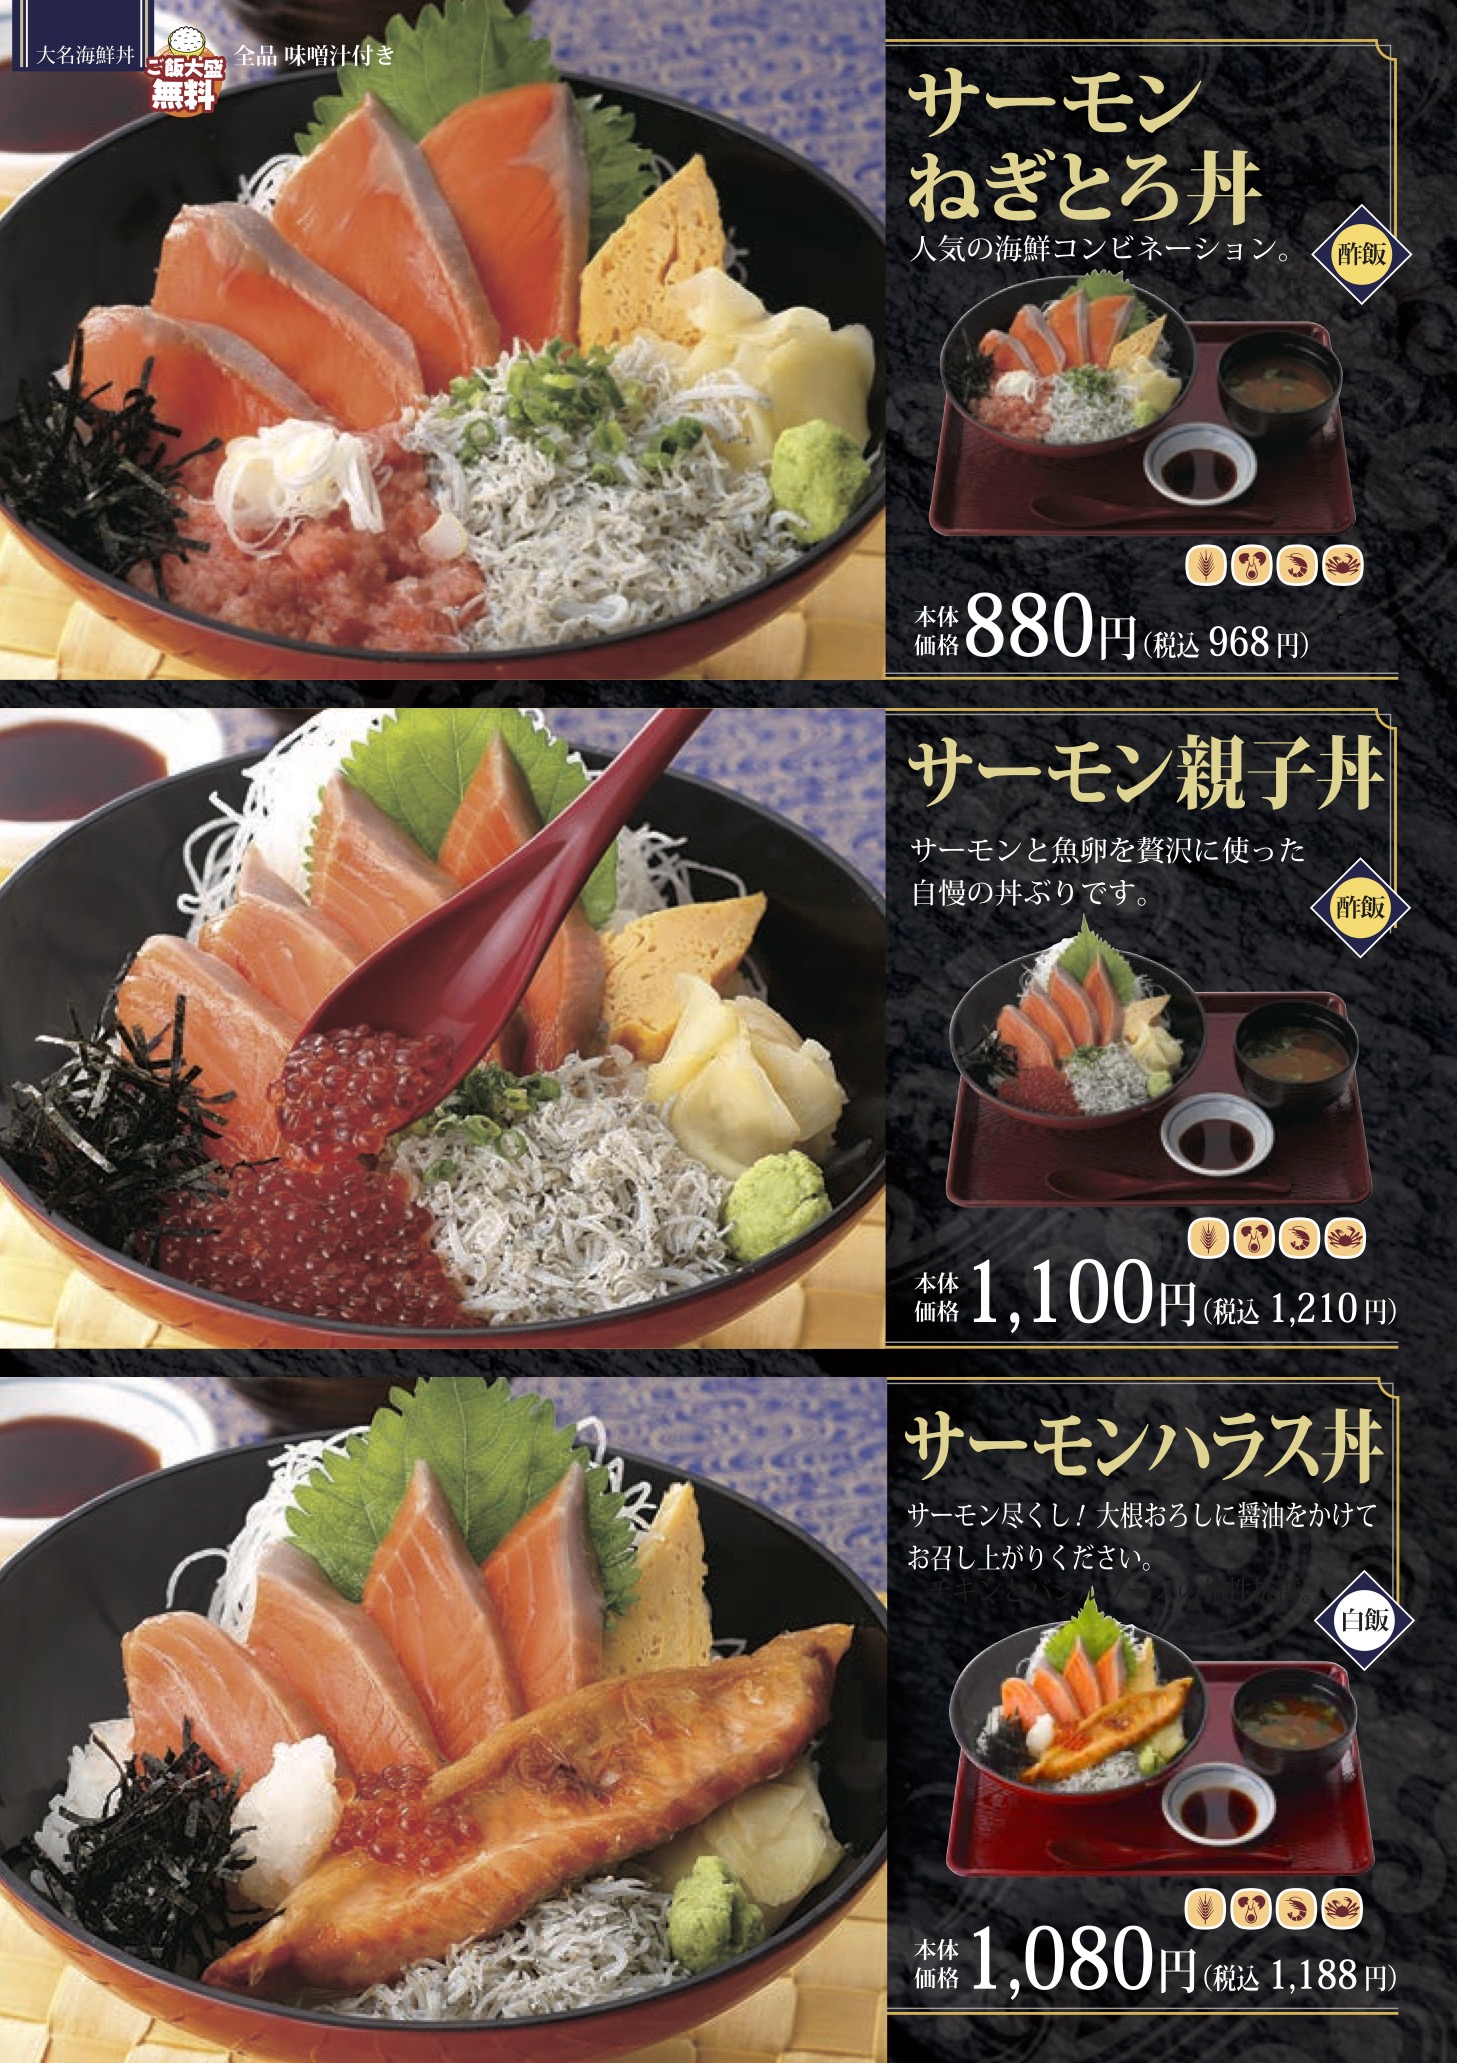 大名海鮮丼
ご飯大盛
無料
全品 味噌汁付き
サーモン
ねぎとろ丼
人気の海鮮コンビネーション。
酢飯
本体
価格
880円(税込 968円)
サーモン親子丼
サーモンと魚卵を贅沢に使った
自慢の丼ぶりです。
酢飯
本体
価格
1,100円(税込 1,210円)
サーモンハラス丼
サーモン尽くし!大根おろしに醤油をかけて
お召し上がりください。
白飯
本体
価格
1,080円(税込 1,188円)